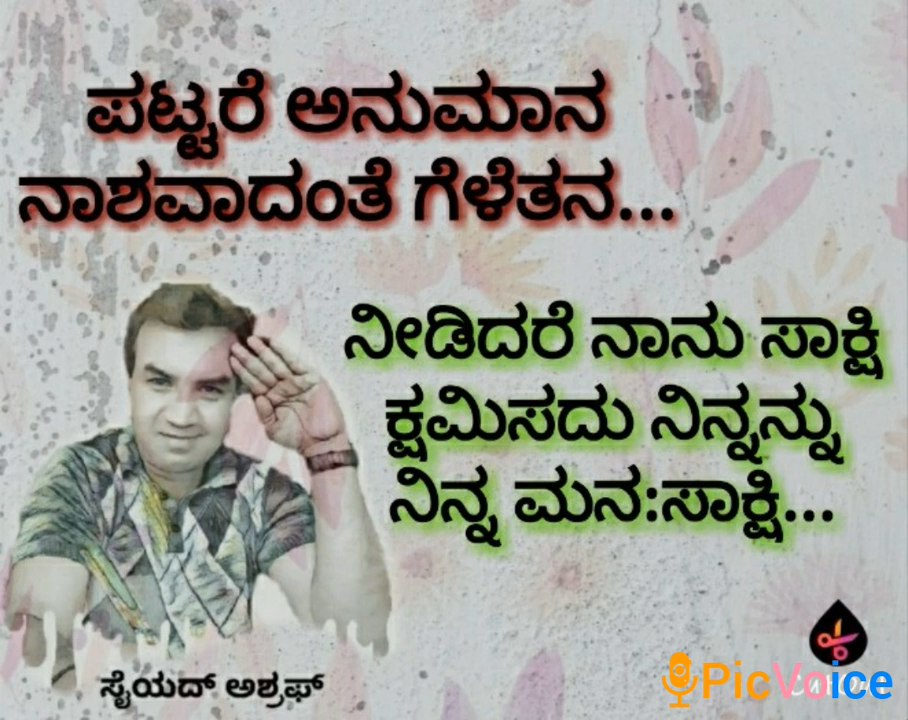 ಪಟ್ಟರೆ ಅನುಮಾನ
ನಾಶವಾದಂತೆ ಗೆಳೆತನ...
ನೀಡಿದರೆ ನಾನು ಸಾಕ್ಷಿ
ಕ್ಷಮಿಸದು ನಿನ್ನನ್ನು
ನಿನ್ನ ಮನ:ಸಾಕ್ಷಿ...
ಸೈಯದ್ ಅಶ್ರಫ್
PicVoice